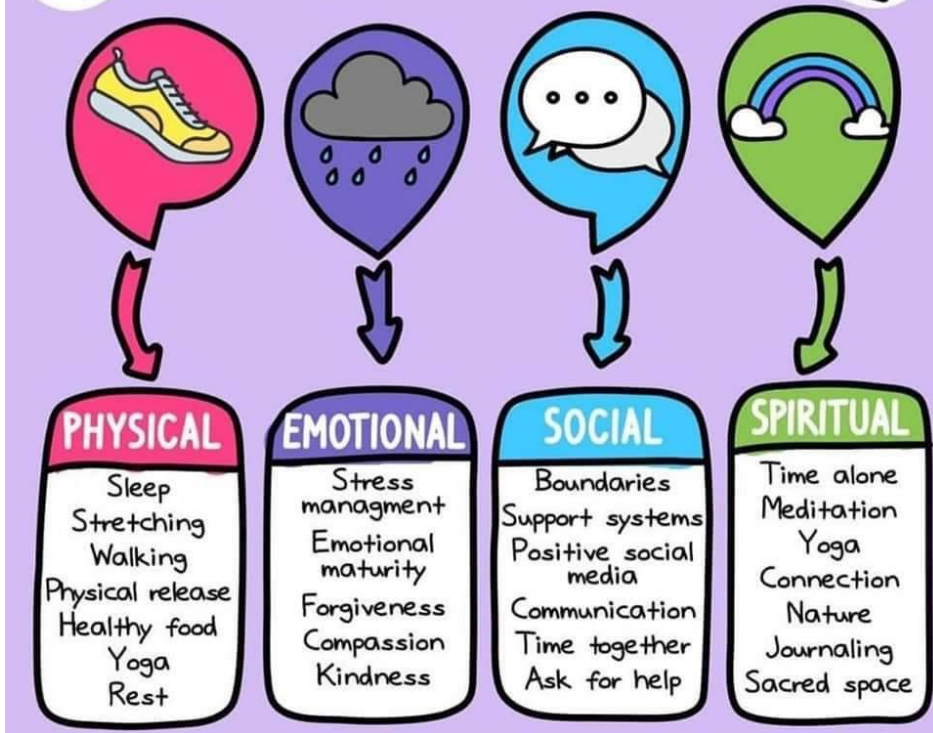 PHYSICAL
Sleep
Stretching
Walking
Physical release
Healthy food
Yoga
Rest
EMOTIONAL
Stress
managment
Emotional
maturity
Forgiveness
Compassion
Kindness
SOCIAL
Boundaries
Support systems
Positive social
media
Communication
Time together
Ask for help
SPIRITUAL
Time alone
Meditation
Yoga
Connection
Nature
Journaling
Sacred space